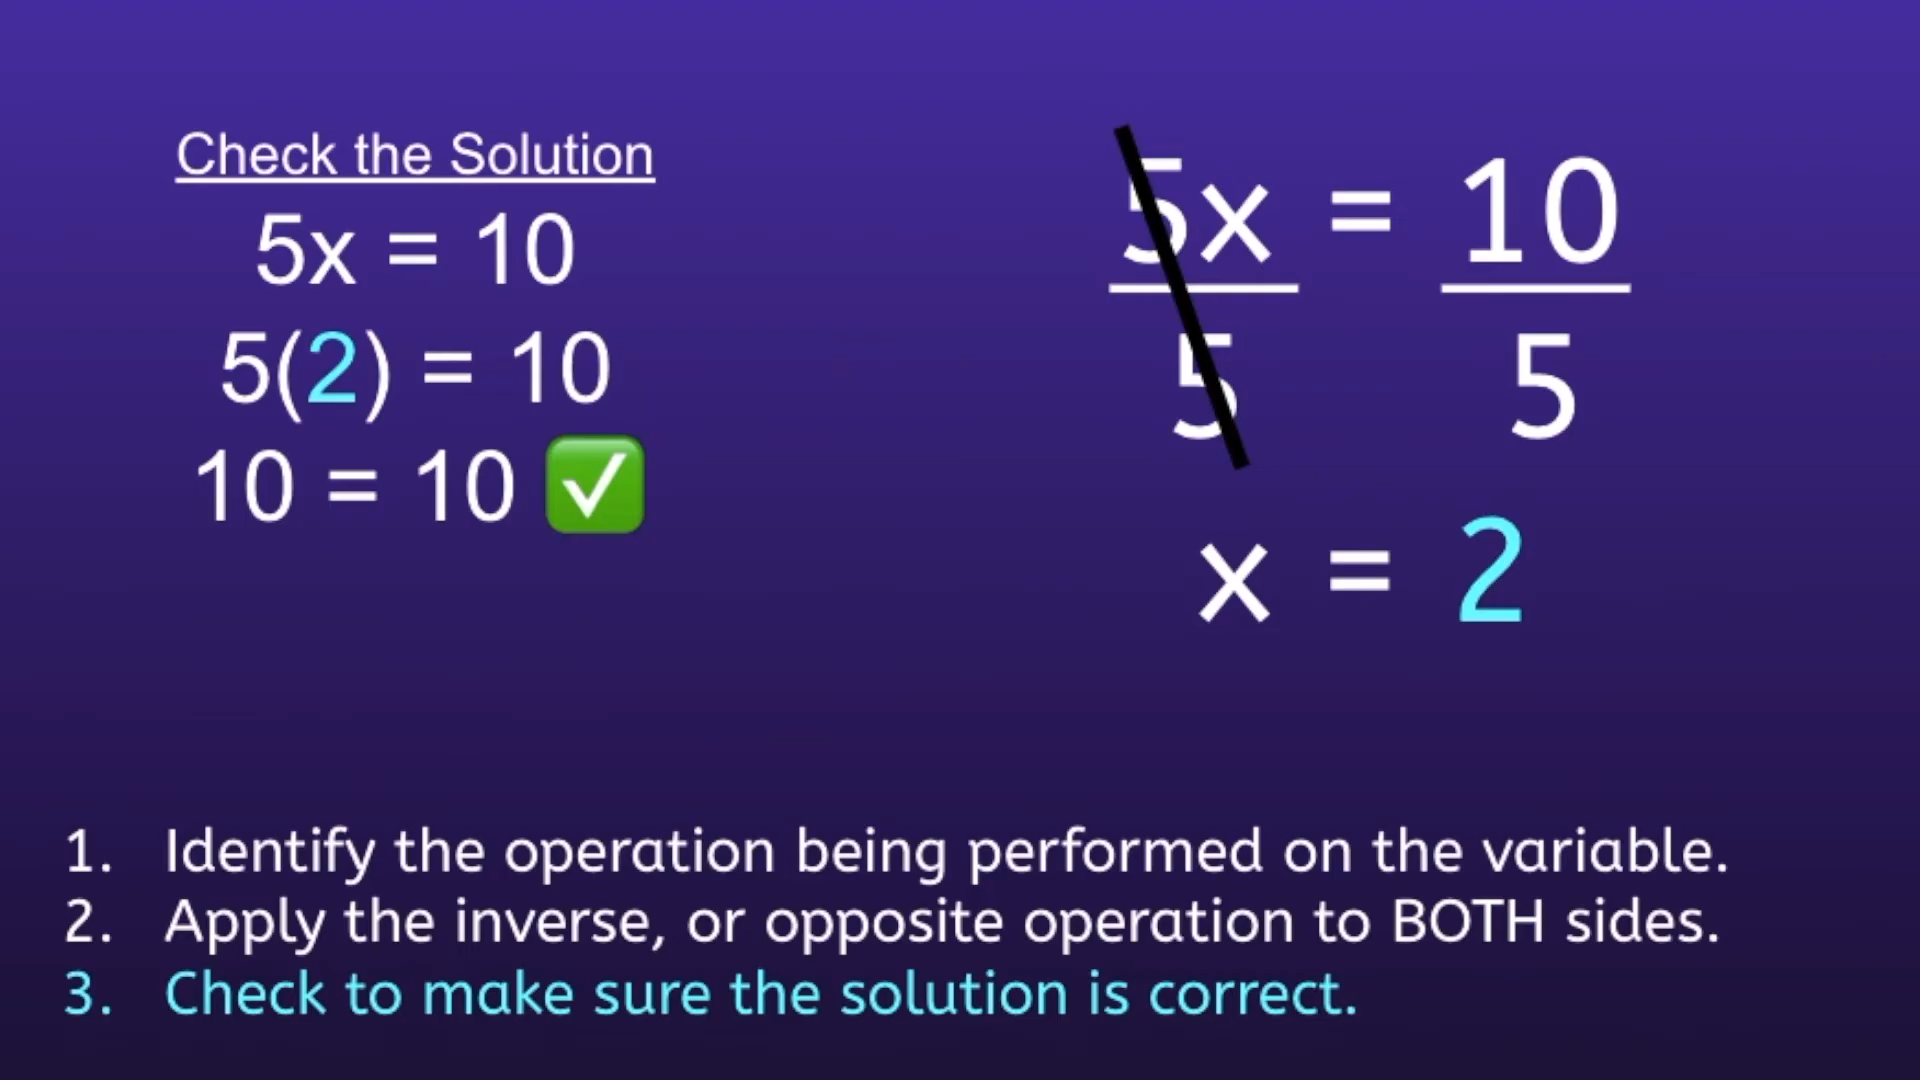 Check the Solution
5x = 10
5(2) = 10
10 = 10 ✅
5x = 10
5 5
x = 2
1. Identify the operation being performed on the variable.
2. Apply the inverse, or opposite operation to BOTH sides.
3. Check to make sure the solution is correct.